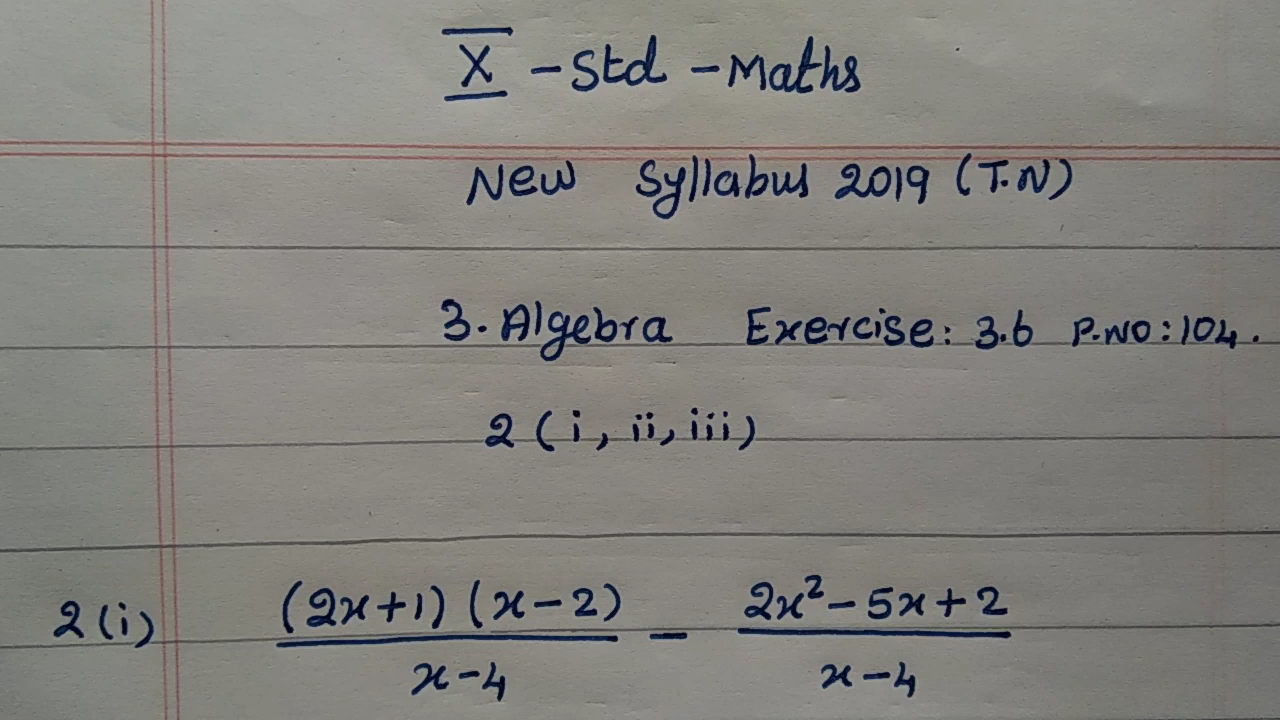 X - Std - Maths
New Syllabus 2019 (T.N)
3. Algebra Exercise: 3.6 P.NO: 104.
2 (i, ii, iii)
2 (i) (2x+1) (x-2) / x-4 - 2x² - 5x + 2 / x-4